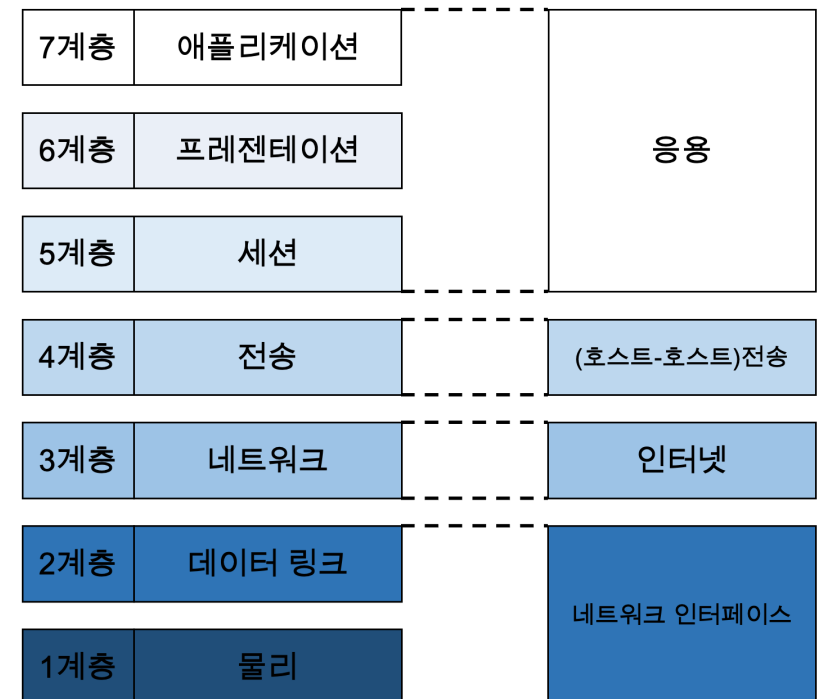 7계층 애플리케이션
6계층 프레젠테이션
5계층 세션
응용
4계층 전송
(호스트-호스트)전송
3계층 네트워크
인터넷
2계층 데이터 링크
1계층 물리
네트워크 인터페이스